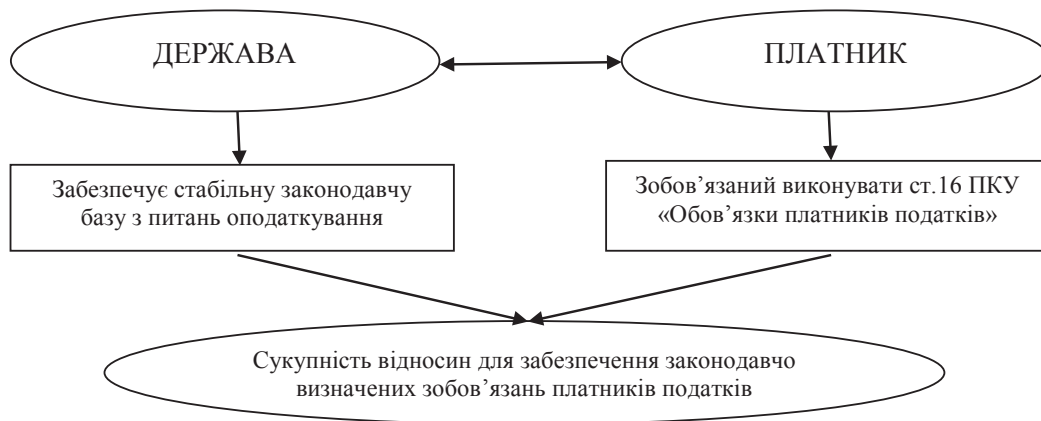 ДЕРЖАВА
ПЛАТНИК
Забезпечує стабільну законодавчу
базу з питань оподаткування
Зобов’язаний виконувати ст.16 ПКУ
«Обов’язки платників податків»
Сукупність відносин для забезпечення законодавчо
визначених зобов’язань платників податків